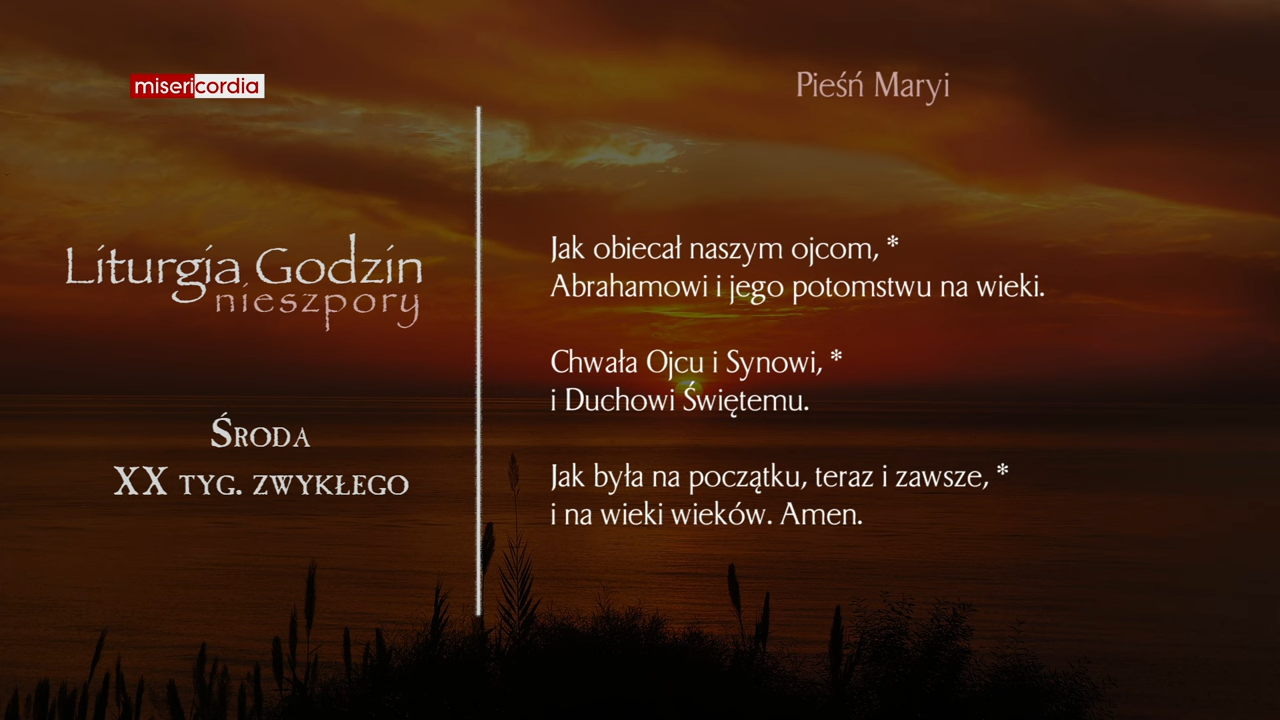 misericordia
Liturgia Godzin
nieszpory
Środa
XX tyg. zwykłego
Pieśń Maryi
Jak obiecał naszym ojcom, *
Abrahamowi i jego potomstwu na wieki.
Chwała Ojcu i Synowi, *
i Duchowi Świętemu.
Jak była na początku, teraz i zawsze, *
i na wieki wieków. Amen.